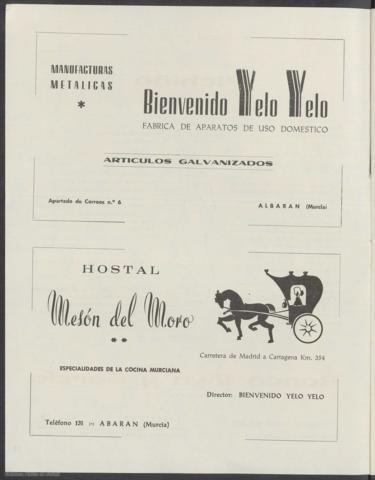 MANUFACTURAS
METALICAS
*
Bienvenido Yelo Yelo
FABRICA DE APARATOS DE USO DOMESTICO
ARTICULOS GALVANIZADOS
Apartado de Correos n.º 6
ALBARAN (Murcia)
HOSTAL
Mesón del Moro
* *
Carretera de Madrid a Cartagena Km. 354
ESPECIALIDADES DE LA COCINA MURCIANA
Director: BIENVENIDO YELO YELO
Teléfono 131 ABARAN (Murcia)